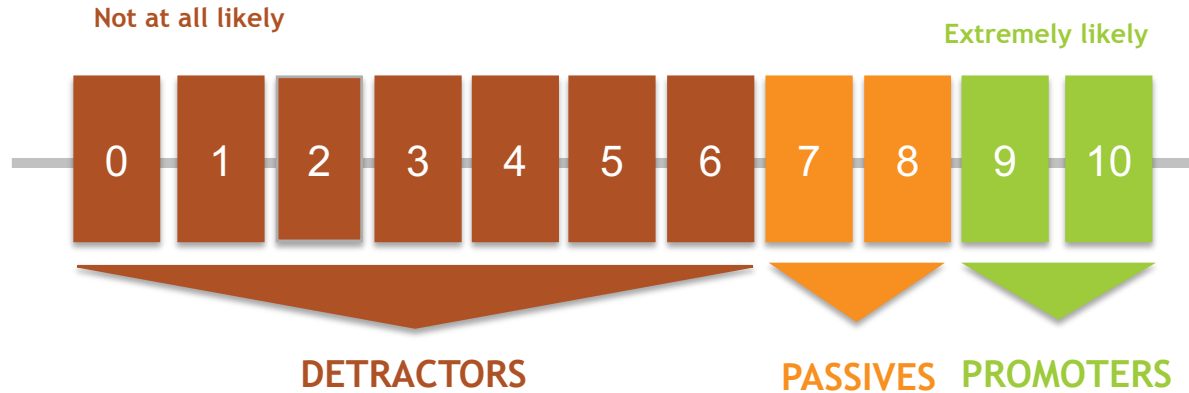 Not at all likely
Extremely likely
0 1 2 3 4 5 6 7 8 9 10
DETRACTORS PASSIVES PROMOTERS